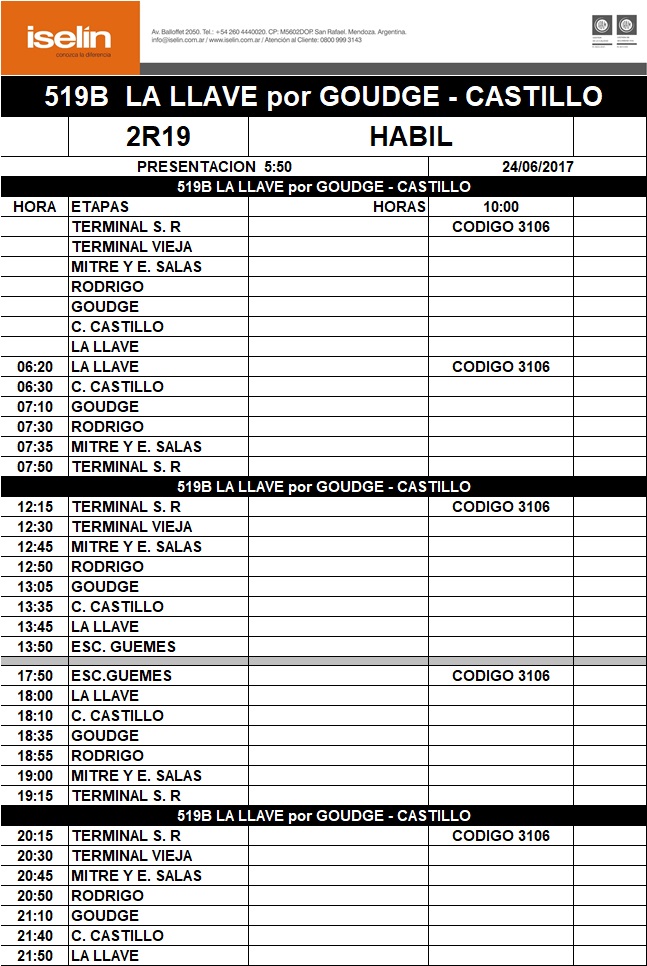 iselín
conozca la diferencia
Av. Balloffet 2050. Tel.: +54 260 4440020. CP: M5602DOP. San Rafael. Mendoza. Argentina.
info@iselin.com.ar / www.iselin.com.ar / Atención al Cliente: 0800 999 3143
519B LA LLAVE por GOUDGE - CASTILLO
2R19 HABIL
PRESENTACION 5:50 24/06/2017
519B LA LLAVE por GOUDGE - CASTILLO
HORA ETAPAS HORAS 10:00
TERMINAL S. R CODIGO 3106
TERMINAL VIEJA
MITRE Y E. SALAS
RODRIGO
GOUDGE
C. CASTILLO
LA LLAVE
06:20 LA LLAVE CODIGO 3106
06:30 C. CASTILLO
07:10 GOUDGE
07:30 RODRIGO
07:35 MITRE Y E. SALAS
07:50 TERMINAL S. R
519B LA LLAVE por GOUDGE - CASTILLO
12:15 TERMINAL S. R CODIGO 3106
12:30 TERMINAL VIEJA
12:45 MITRE Y E. SALAS
12:50 RODRIGO
13:05 GOUDGE
13:35 C. CASTILLO
13:45 LA LLAVE
13:50 ESC. GUEMES
17:50 ESC.GUEMES CODIGO 3106
18:00 LA LLAVE
18:10 C. CASTILLO
18:35 GOUDGE
18:55 RODRIGO
19:00 MITRE Y E. SALAS
19:15 TERMINAL S. R
519B LA LLAVE por GOUDGE - CASTILLO
20:15 TERMINAL S. R CODIGO 3106
20:30 TERMINAL VIEJA
20:45 MITRE Y E. SALAS
20:50 RODRIGO
21:10 GOUDGE
21:40 C. CASTILLO
21:50 LA LLAVE